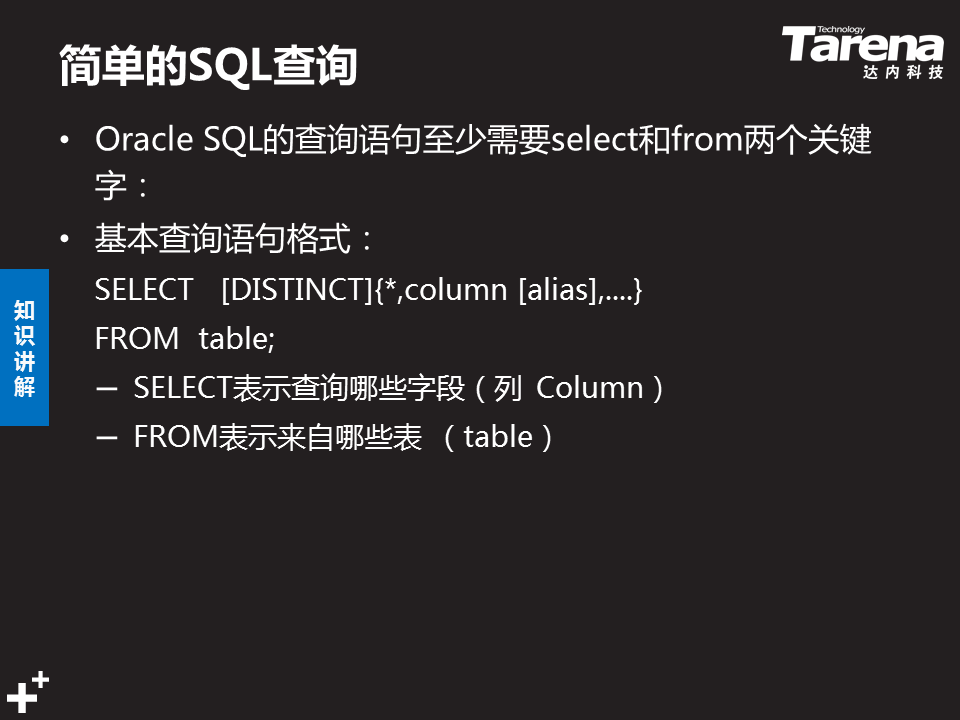 简单的SQL查询
Technology
Tarena
达内科技
• Oracle SQL的查询语句至少需要select和from两个关键
字：
• 基本查询语句格式：
SELECT [DISTINCT]{*,column [alias],....}
FROM table;
– SELECT表示查询哪些字段（列 Column）
– FROM表示来自哪些表 （table）
知
识
讲
解